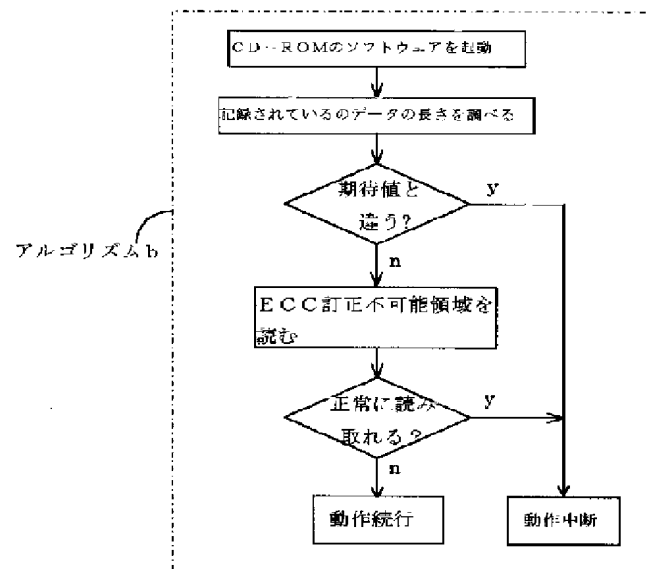 CD-ROMのソフトウェアを起動
記録されているのデータの長さを調べる
期待値と
違う?
y
アルゴリズムb
n
ECC訂正不可能領域を
読む
正常に読み
取れる?
y
n
動作続行
動作中断